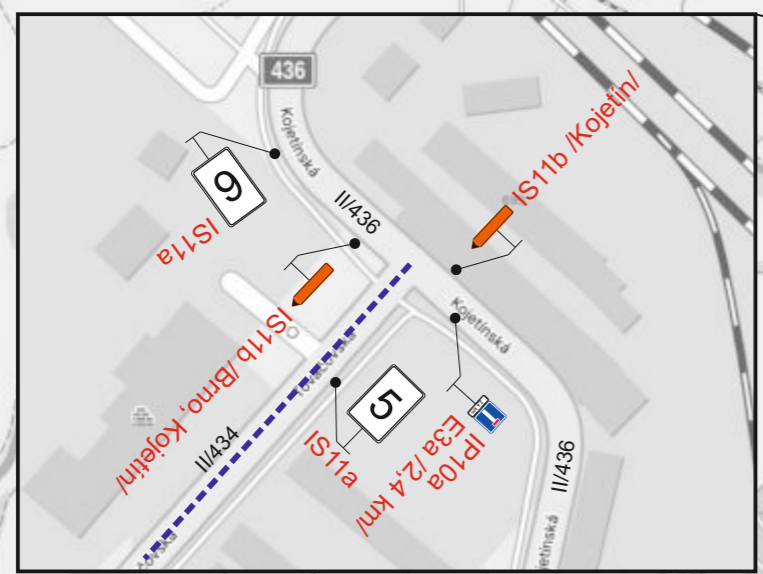 436
Kojetínská
IS11b /Kojetín/
6
IS11a
II/436
IS11b /Brno, Kojetín/
Kojetínská
Tovačovská
5
IS11a
IP10a
E3a /2,4 km/
II/434
II/436